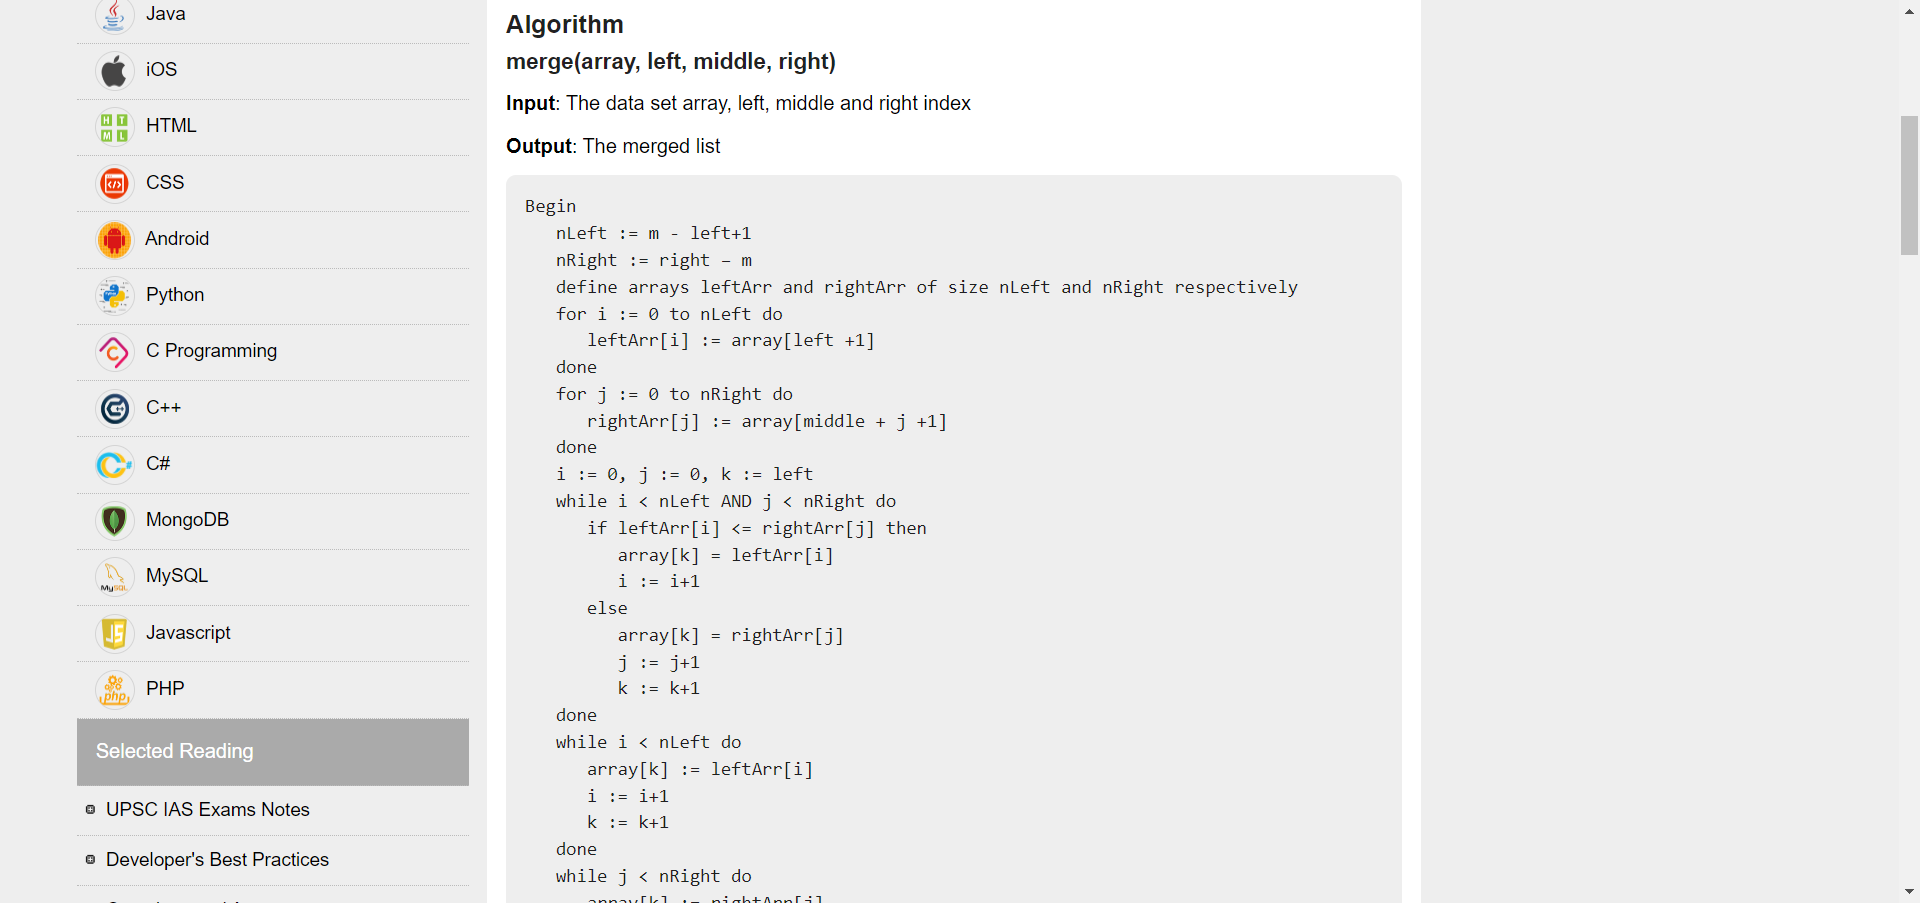 Java
iOS
HTML
CSS
Android
Python
C Programming
C++
C#
MongoDB
MySQL
Javascript
PHP
Selected Reading
UPSC IAS Exams Notes
Developer's Best Practices
Algorithm
merge(array, left, middle, right)
Input: The data set array, left, middle and right index
Output: The merged list
Begin
   nLeft := m - left+1
   nRight := right – m
   define arrays leftArr and rightArr of size nLeft and nRight respectively
   for i := 0 to nLeft do
      leftArr[i] := array[left +1]
   done
   for j := 0 to nRight do
      rightArr[j] := array[middle + j +1]
   done
   i := 0, j := 0, k := left
   while i < nLeft AND j < nRight do
      if leftArr[i] <= rightArr[j] then
         array[k] = leftArr[i]
         i := i+1
      else
         array[k] = rightArr[j]
         j := j+1
         k := k+1
   done
   while i < nLeft do
      array[k] := leftArr[i]
      i := i+1
      k := k+1
   done
   while j < nRight do
      array[k] := rightArr[j]